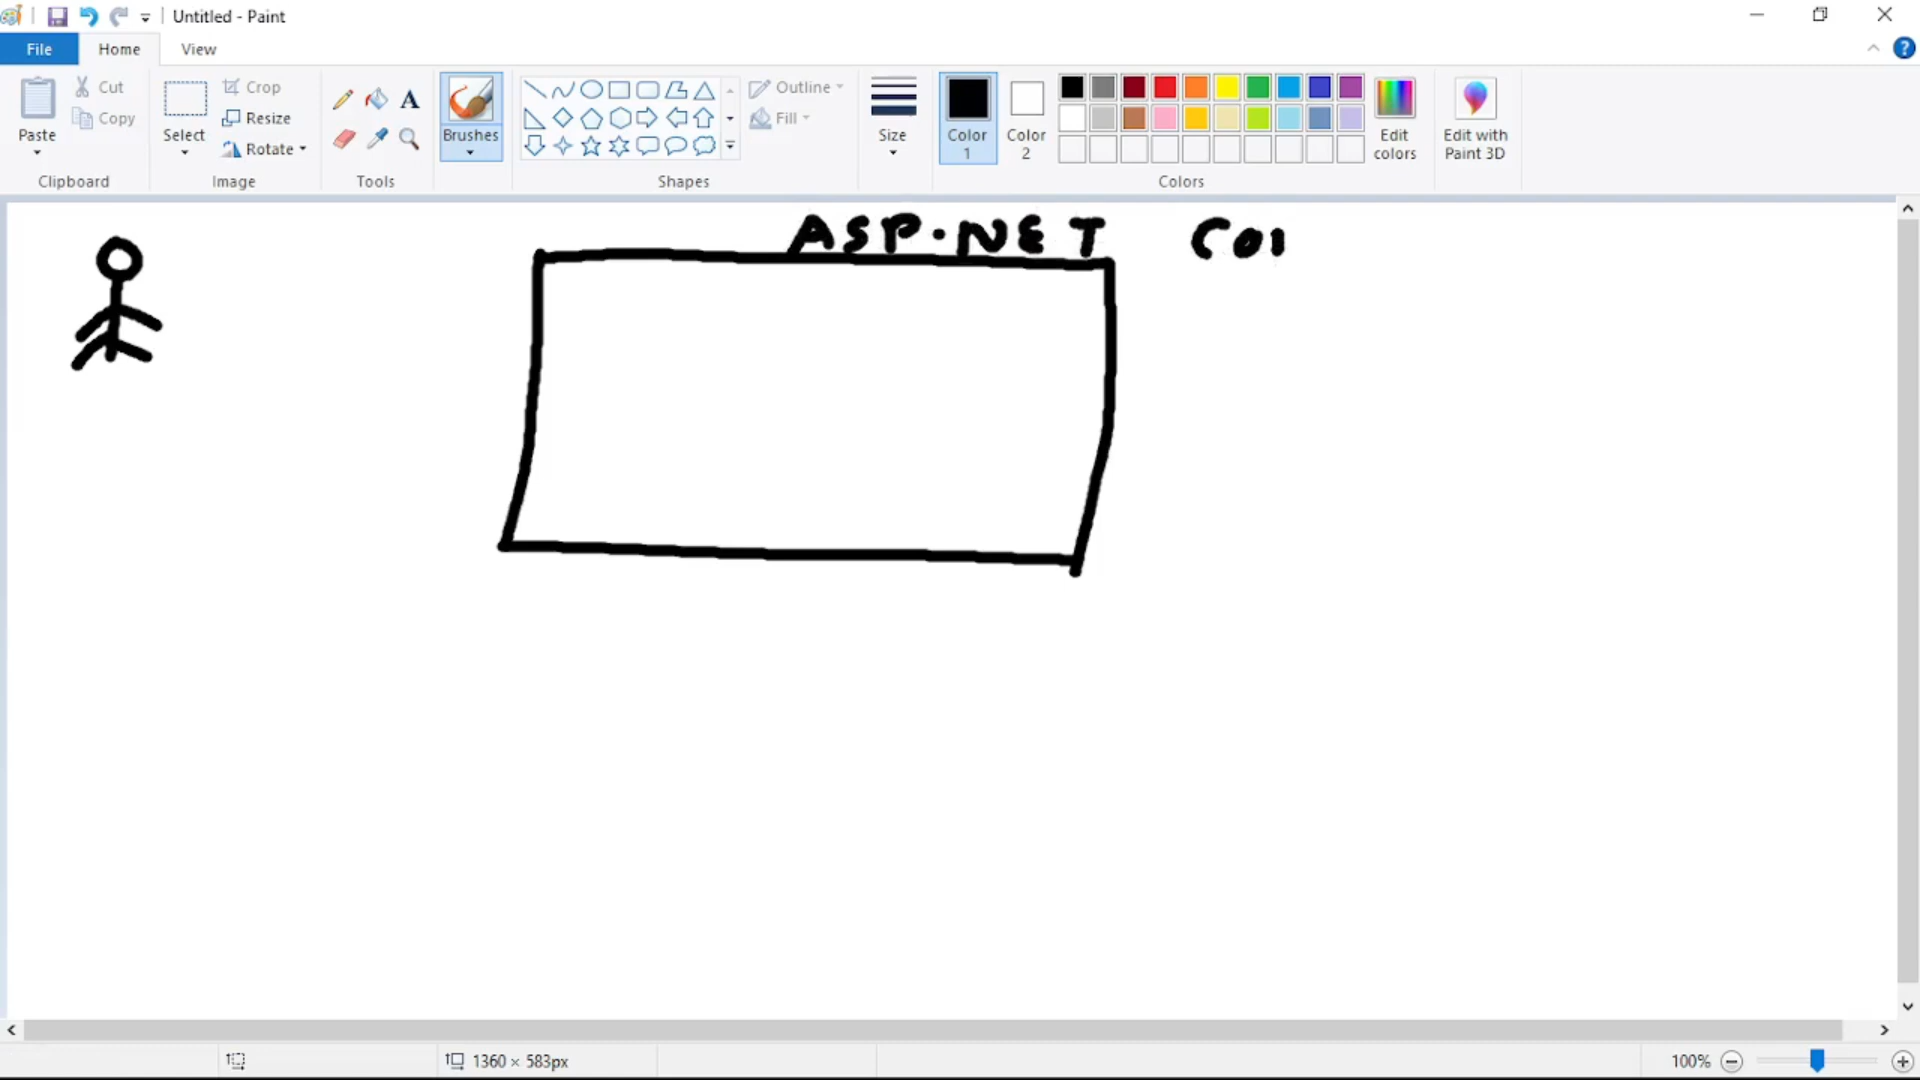 Untitled - Paint
File Home View
Paste
Cut
Copy
Clipboard
Select
Crop
Resize
Rotate
Image
A
Tools
Brushes
Shapes
Outline
Fill
Size
Color 1
Color 2
Colors
Edit colors
Edit with Paint 3D
ASP.NET
1360 × 583px
100%